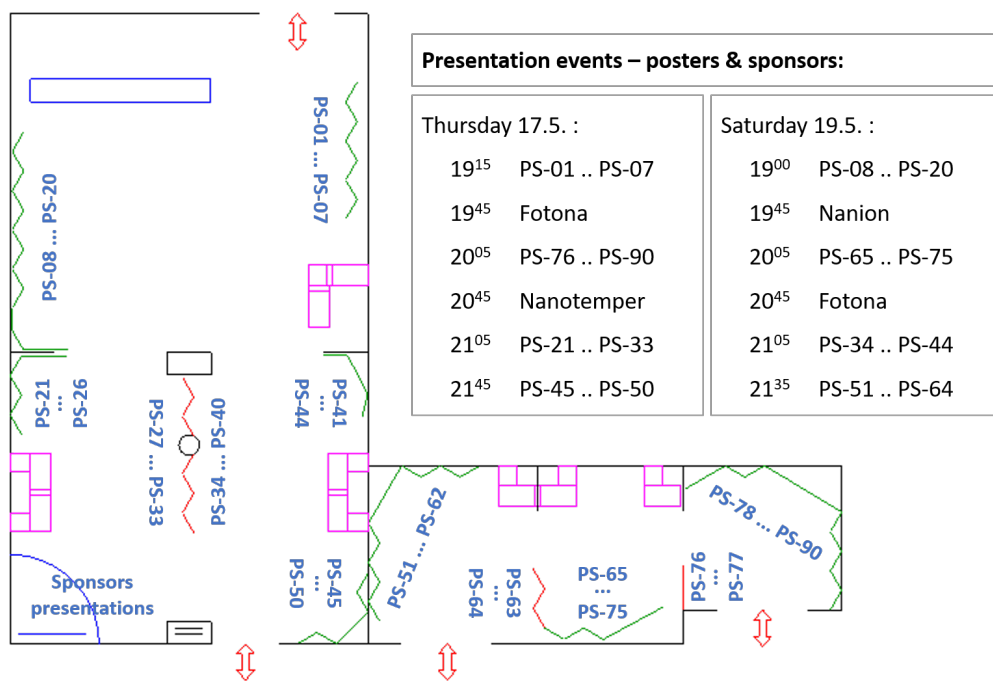 Presentation events – posters & sponsors:
Thursday 17.5. :
19¹⁵ PS-01 .. PS-07
19⁴⁵ Fotona
20⁰⁵ PS-76 .. PS-90
20⁴⁵ Nanotemper
21⁰⁵ PS-21 .. PS-33
21⁴⁵ PS-45 .. PS-50
Saturday 19.5. :
19⁰⁰ PS-08 .. PS-20
19⁴⁵ Nanion
20⁰⁵ PS-65 .. PS-75
20⁴⁵ Fotona
21⁰⁵ PS-34 .. PS-44
21³⁵ PS-51 .. PS-64
PS-01 ... PS-07
PS-08 ... PS-20
PS-21
...
PS-26
PS-27 ... PS-33
PS-34 ... PS-40
PS-41
...
PS-44
PS-45
...
PS-50
PS-51 ... PS-62
PS-63
...
PS-64
PS-65
...
PS-75
PS-76
...
PS-77
PS-78 ... PS-90
Sponsors
presentations